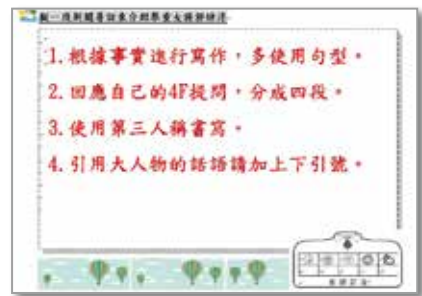 1. 根據事實進行寫作，多使用句型。
2. 回應自己的4F提問，分成四段。
3. 使用第三人稱書寫。
4. 引用大人物的話語請加上下引號。